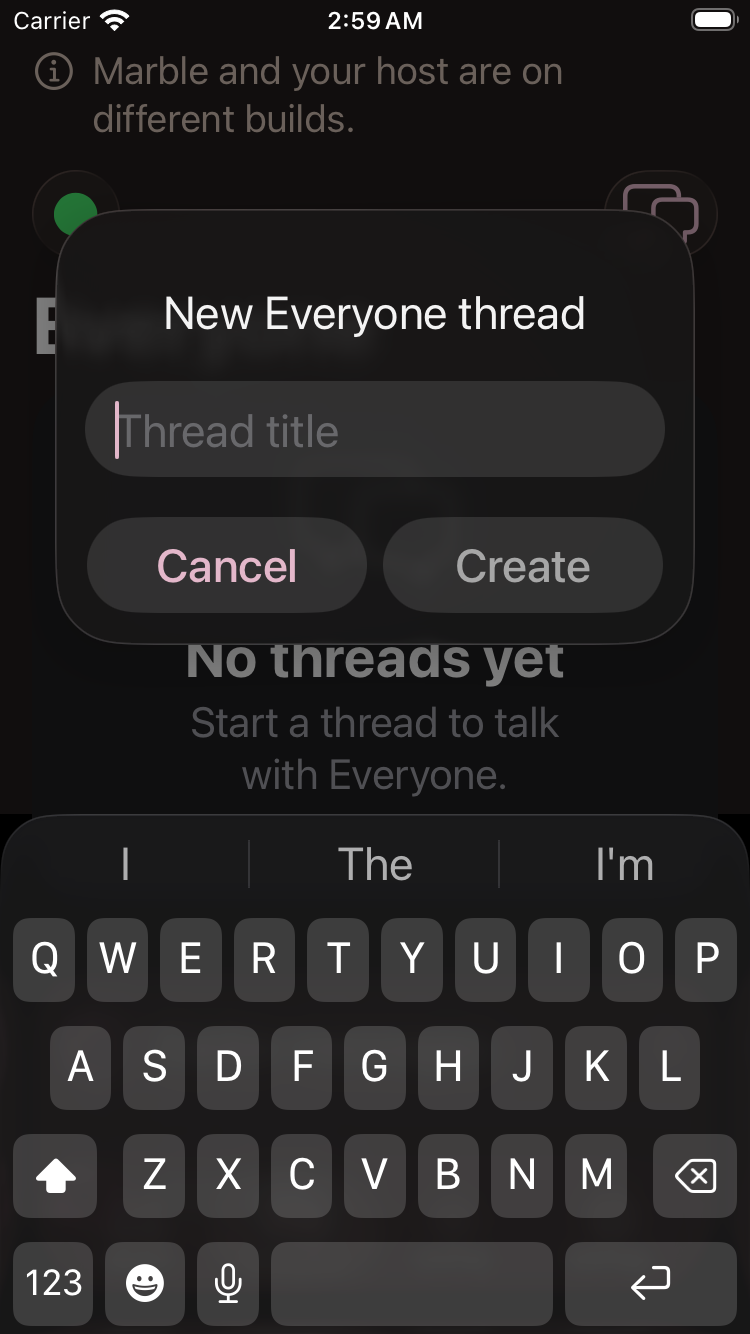 Carrier 2:59 AM
Marble and your host are on
different builds.
New Everyone thread
Thread title
Cancel Create
No threads yet
Start a thread to talk
with Everyone.
I The I'm
Q W E R T Y U I O P
A S D F G H J K L
Z X C V B N M
123